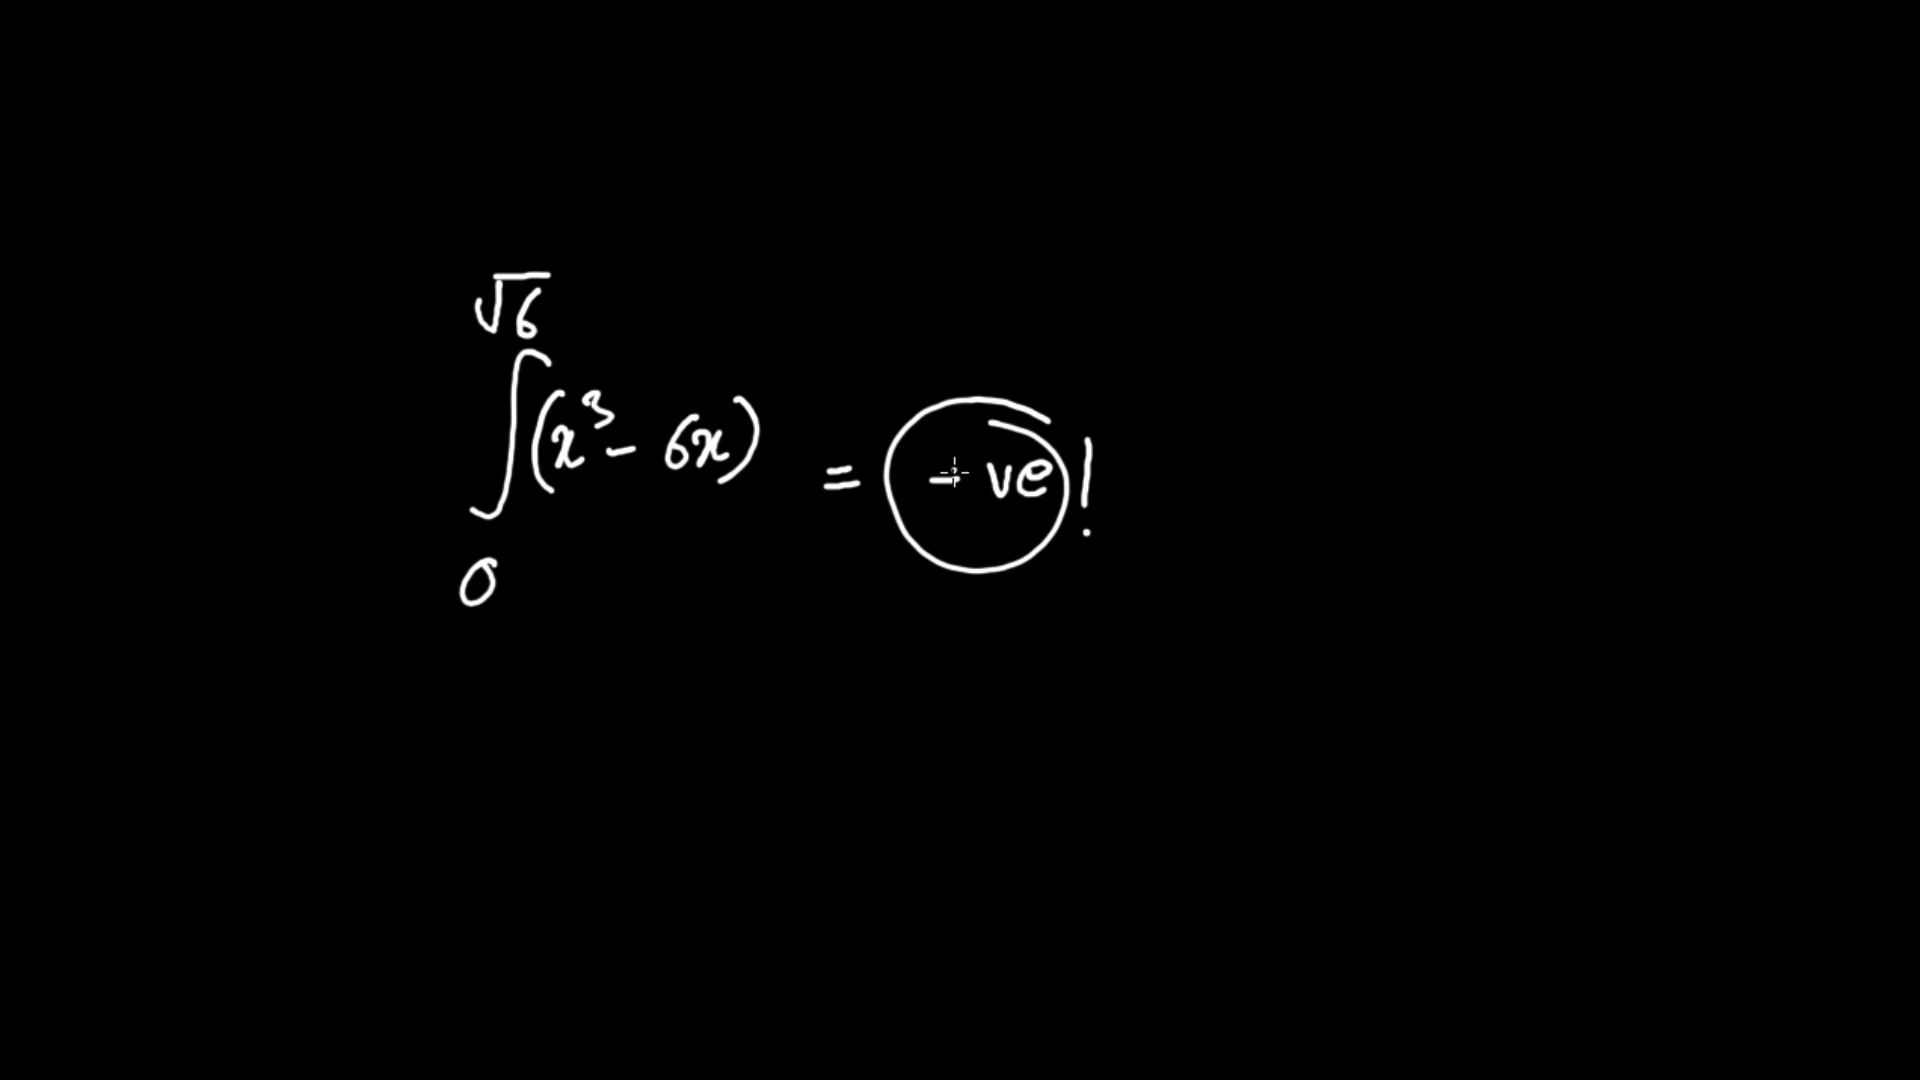 √6
∫(x³ - 6x) = -ve!
0